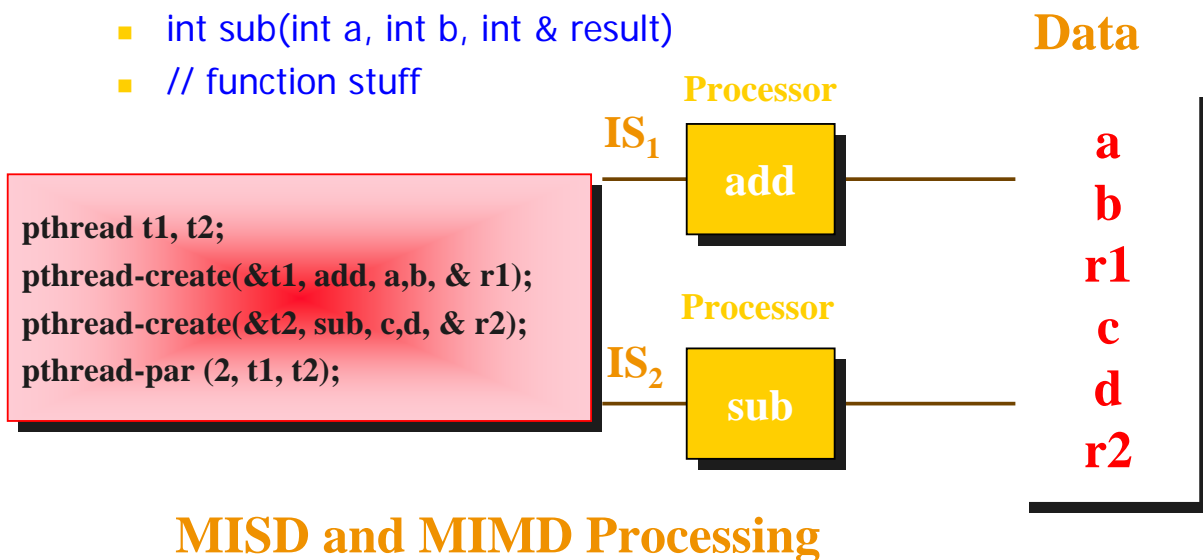 int sub(int a, int b, int & result)
// function stuff
Data
Processor
IS₁
add
pthread t1, t2;
pthread-create(&t1, add, a,b, & r1);
pthread-create(&t2, sub, c,d, & r2);
pthread-par (2, t1, t2);
Processor
IS₂
sub
a
b
r1
c
d
r2
MISD and MIMD Processing